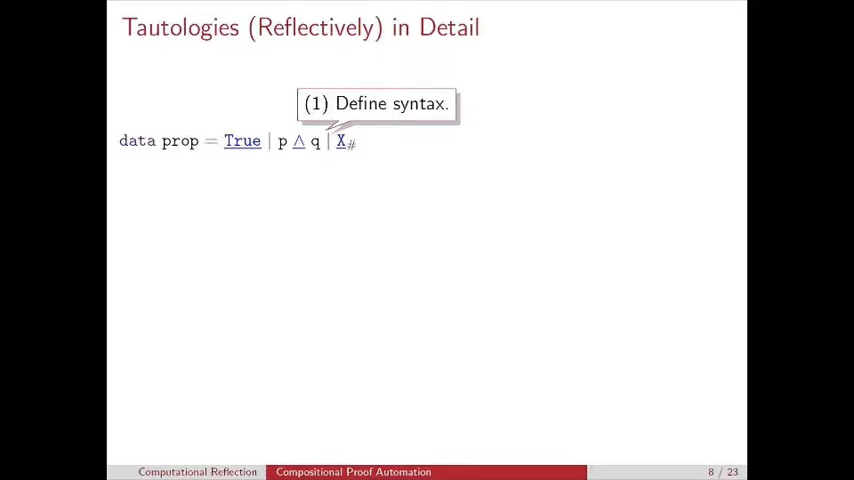 Tautologies (Reflectively) in Detail
(1) Define syntax.
data prop = True | p ∧ q | X#
Computational Reflection Compositional Proof Automation 8 / 23